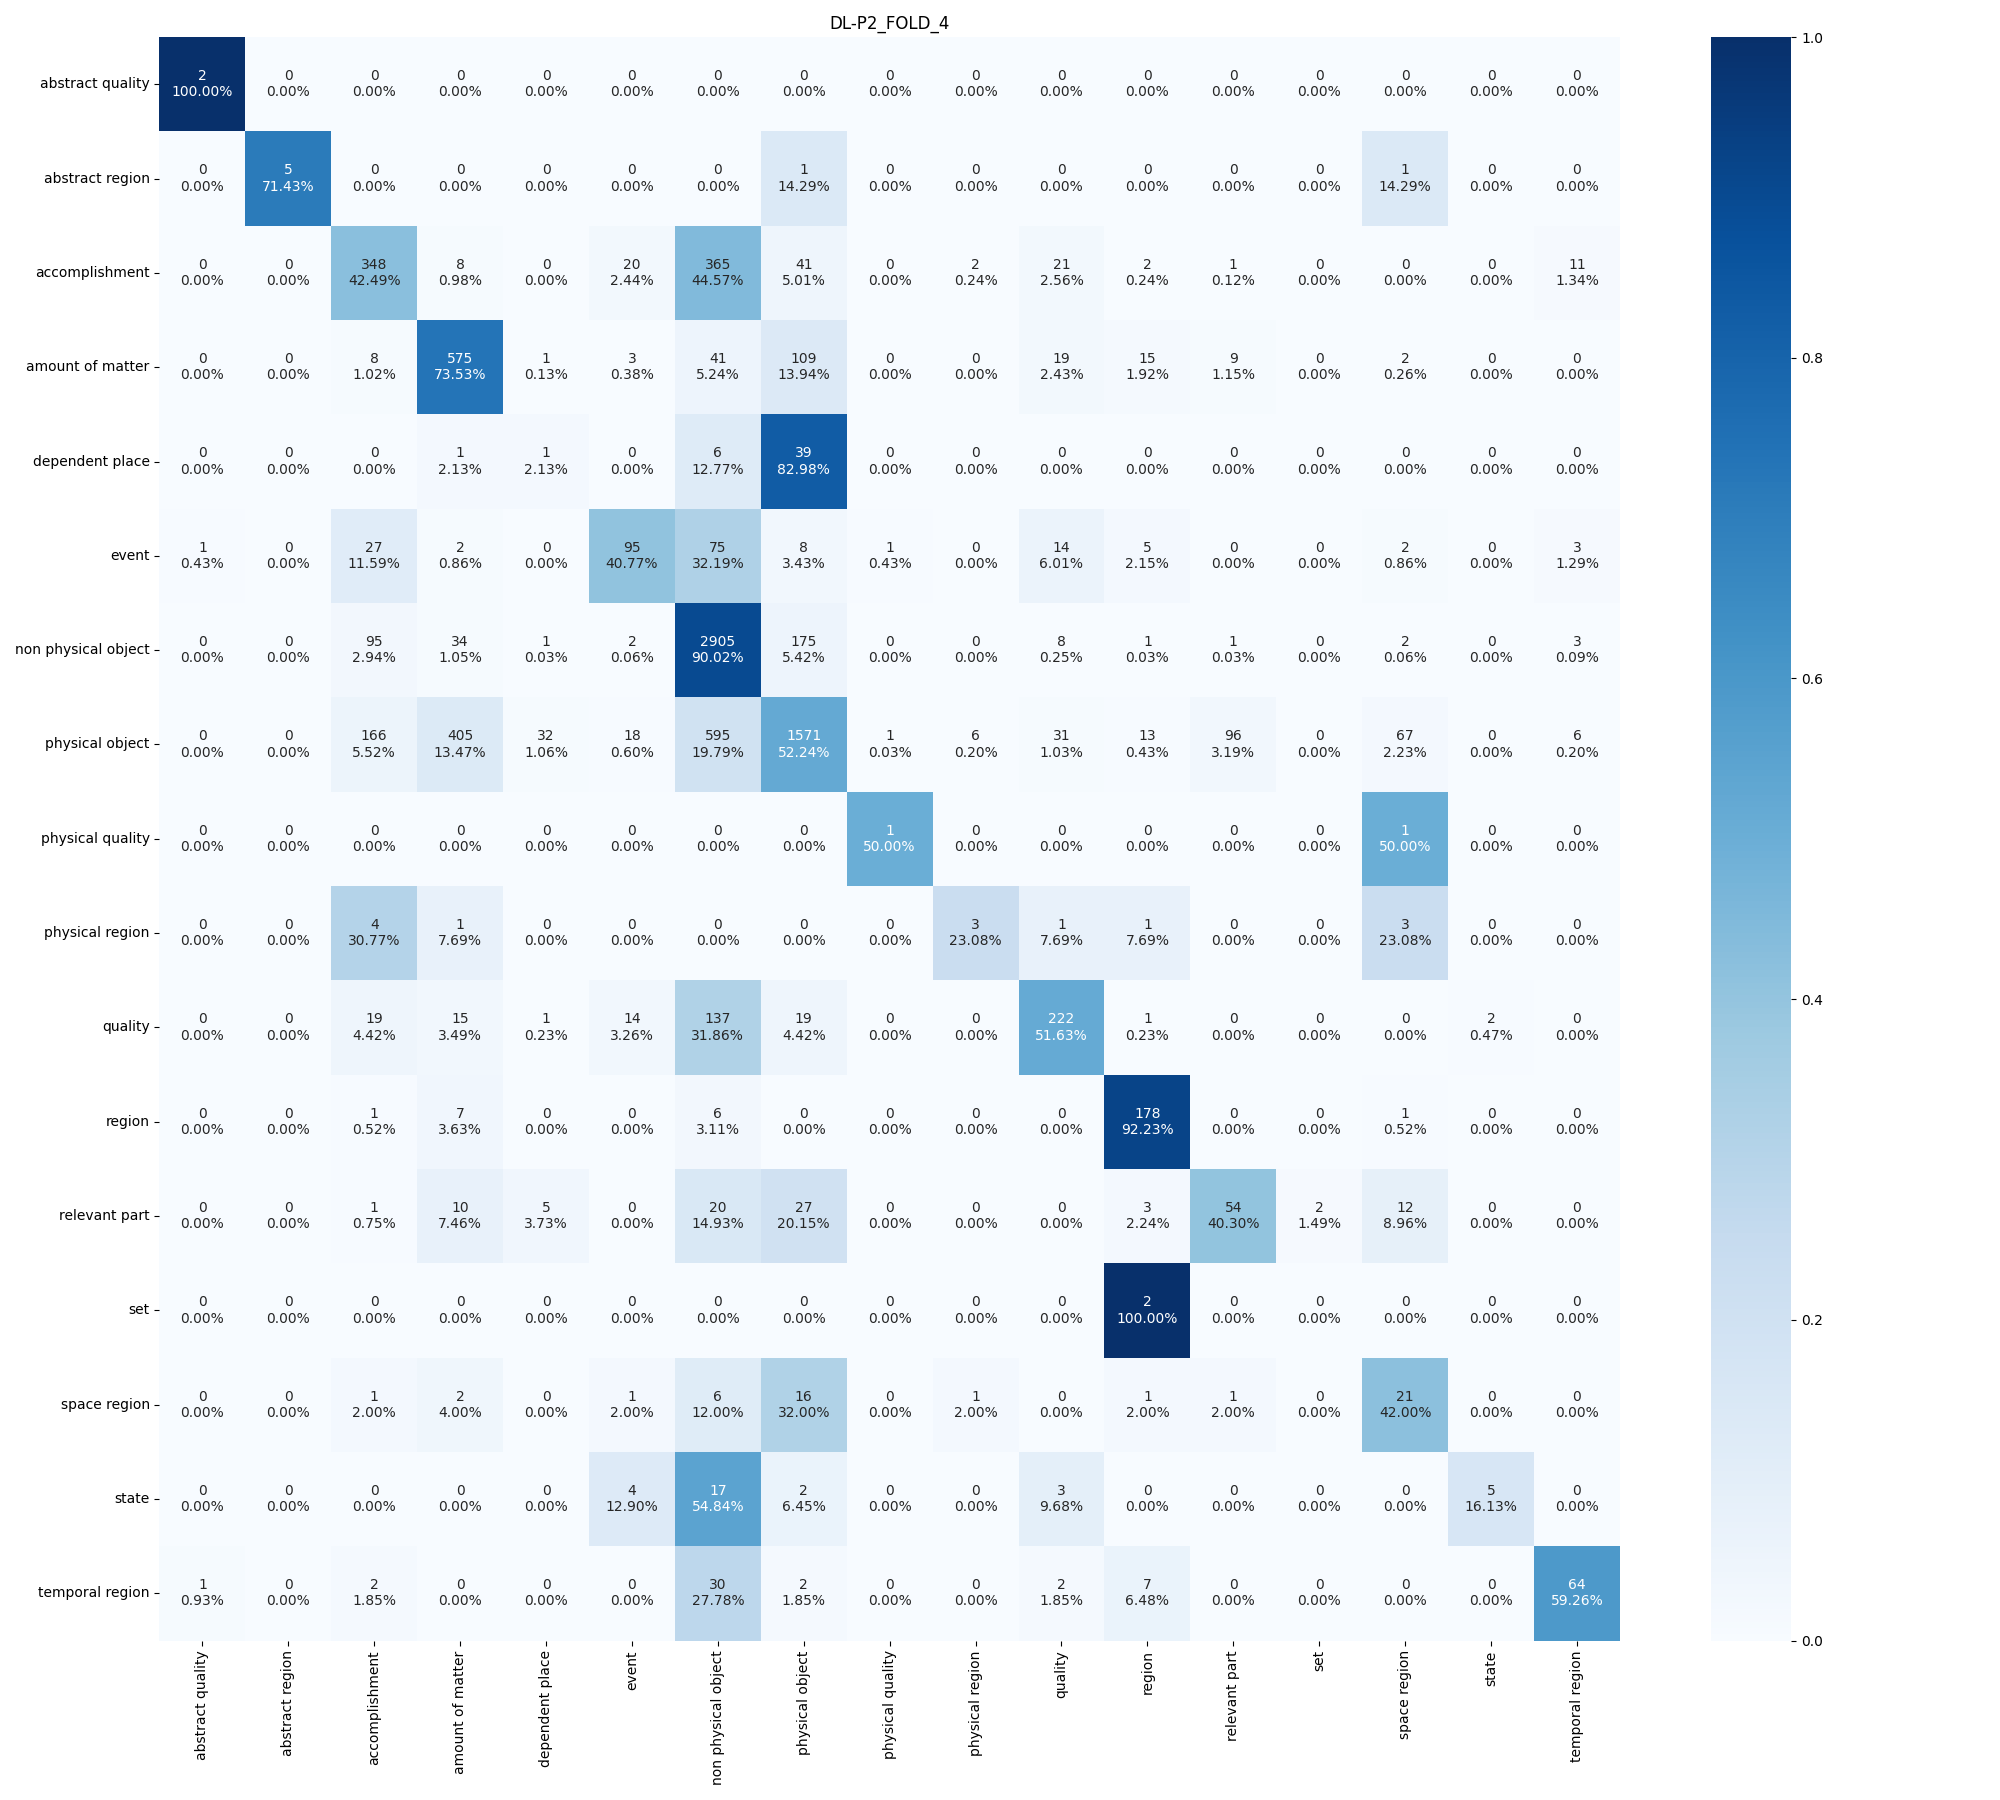 DL-P2_FOLD_4
abstract quality 2 0 0 0 0 0 0 0 0 0 0 0 0 0 0 0 0
100.00% 0.00% 0.00% 0.00% 0.00% 0.00% 0.00% 0.00% 0.00% 0.00% 0.00% 0.00% 0.00% 0.00% 0.00% 0.00% 0.00%
abstract region 0 5 0 0 0 0 0 1 0 0 0 0 0 0 1 0 0
0.00% 71.43% 0.00% 0.00% 0.00% 0.00% 0.00% 14.29% 0.00% 0.00% 0.00% 0.00% 0.00% 0.00% 14.29% 0.00% 0.00%
accomplishment 0 0 348 8 0 20 365 41 0 2 21 2 1 0 0 0 11
0.00% 0.00% 42.49% 0.98% 0.00% 2.44% 44.57% 5.01% 0.00% 0.24% 2.56% 0.24% 0.12% 0.00% 0.00% 0.00% 1.34%
amount of matter 0 0 8 575 1 3 41 109 0 0 19 15 9 0 2 0 0
0.00% 0.00% 1.02% 73.53% 0.13% 0.38% 5.24% 13.94% 0.00% 0.00% 2.43% 1.92% 1.15% 0.00% 0.26% 0.00% 0.00%
dependent place 0 0 0 1 1 0 6 39 0 0 0 0 0 0 0 0 0
0.00% 0.00% 0.00% 2.13% 2.13% 0.00% 12.77% 82.98% 0.00% 0.00% 0.00% 0.00% 0.00% 0.00% 0.00% 0.00% 0.00%
event 1 0 27 2 0 95 75 8 1 0 14 5 0 0 2 0 3
0.43% 0.00% 11.59% 0.86% 0.00% 40.77% 32.19% 3.43% 0.43% 0.00% 6.01% 2.15% 0.00% 0.00% 0.86% 0.00% 1.29%
non physical object 0 0 95 34 1 2 2905 175 0 0 8 1 1 0 2 0 3
0.00% 0.00% 2.94% 1.05% 0.03% 0.06% 90.02% 5.42% 0.00% 0.00% 0.25% 0.03% 0.03% 0.00% 0.06% 0.00% 0.09%
physical object 0 0 166 405 32 18 595 1571 1 6 31 13 96 0 67 0 6
0.00% 0.00% 5.52% 13.47% 1.06% 0.60% 19.79% 52.24% 0.03% 0.20% 1.03% 0.43% 3.19% 0.00% 2.23% 0.00% 0.20%
physical quality 0 0 0 0 0 0 0 0 1 0 0 0 0 0 1 0 0
0.00% 0.00% 0.00% 0.00% 0.00% 0.00% 0.00% 0.00% 50.00% 0.00% 0.00% 0.00% 0.00% 0.00% 50.00% 0.00% 0.00%
physical region 0 0 4 1 0 0 0 0 0 3 1 1 0 0 3 0 0
0.00% 0.00% 30.77% 7.69% 0.00% 0.00% 0.00% 0.00% 0.00% 23.08% 7.69% 7.69% 0.00% 0.00% 23.08% 0.00% 0.00%
quality 0 0 19 15 1 14 137 19 0 0 222 1 0 0 0 2 0
0.00% 0.00% 4.42% 3.49% 0.23% 3.26% 31.86% 4.42% 0.00% 0.00% 51.63% 0.23% 0.00% 0.00% 0.00% 0.47% 0.00%
region 0 0 1 7 0 0 6 0 0 0 0 178 0 0 1 0 0
0.00% 0.00% 0.52% 3.63% 0.00% 0.00% 3.11% 0.00% 0.00% 0.00% 0.00% 92.23% 0.00% 0.00% 0.52% 0.00% 0.00%
relevant part 0 0 1 10 5 0 20 27 0 0 0 3 54 2 12 0 0
0.00% 0.00% 0.75% 7.46% 3.73% 0.00% 14.93% 20.15% 0.00% 0.00% 0.00% 2.24% 40.30% 1.49% 8.96% 0.00% 0.00%
set 0 0 0 0 0 0 0 0 0 0 0 2 0 0 0 0 0
0.00% 0.00% 0.00% 0.00% 0.00% 0.00% 0.00% 0.00% 0.00% 0.00% 0.00% 100.00% 0.00% 0.00% 0.00% 0.00% 0.00%
space region 0 0 1 2 0 1 6 16 0 1 0 1 1 0 21 0 0
0.00% 0.00% 2.00% 4.00% 0.00% 2.00% 12.00% 32.00% 0.00% 2.00% 0.00% 2.00% 2.00% 0.00% 42.00% 0.00% 0.00%
state 0 0 0 0 0 4 17 2 0 0 3 0 0 0 0 5 0
0.00% 0.00% 0.00% 0.00% 0.00% 12.90% 54.84% 6.45% 0.00% 0.00% 9.68% 0.00% 0.00% 0.00% 0.00% 16.13% 0.00%
temporal region 1 0 2 0 0 0 30 2 0 0 2 7 0 0 0 0 64
0.93% 0.00% 1.85% 0.00% 0.00% 0.00% 27.78% 1.85% 0.00% 0.00% 1.85% 6.48% 0.00% 0.00% 0.00% 0.00% 59.26%
abstract quality
abstract region
accomplishment
amount of matter
dependent place
event
non physical object
physical object
physical quality
physical region
quality
region
relevant part
set
space region
state
temporal region
1.0
0.8
0.6
0.4
0.2
0.0